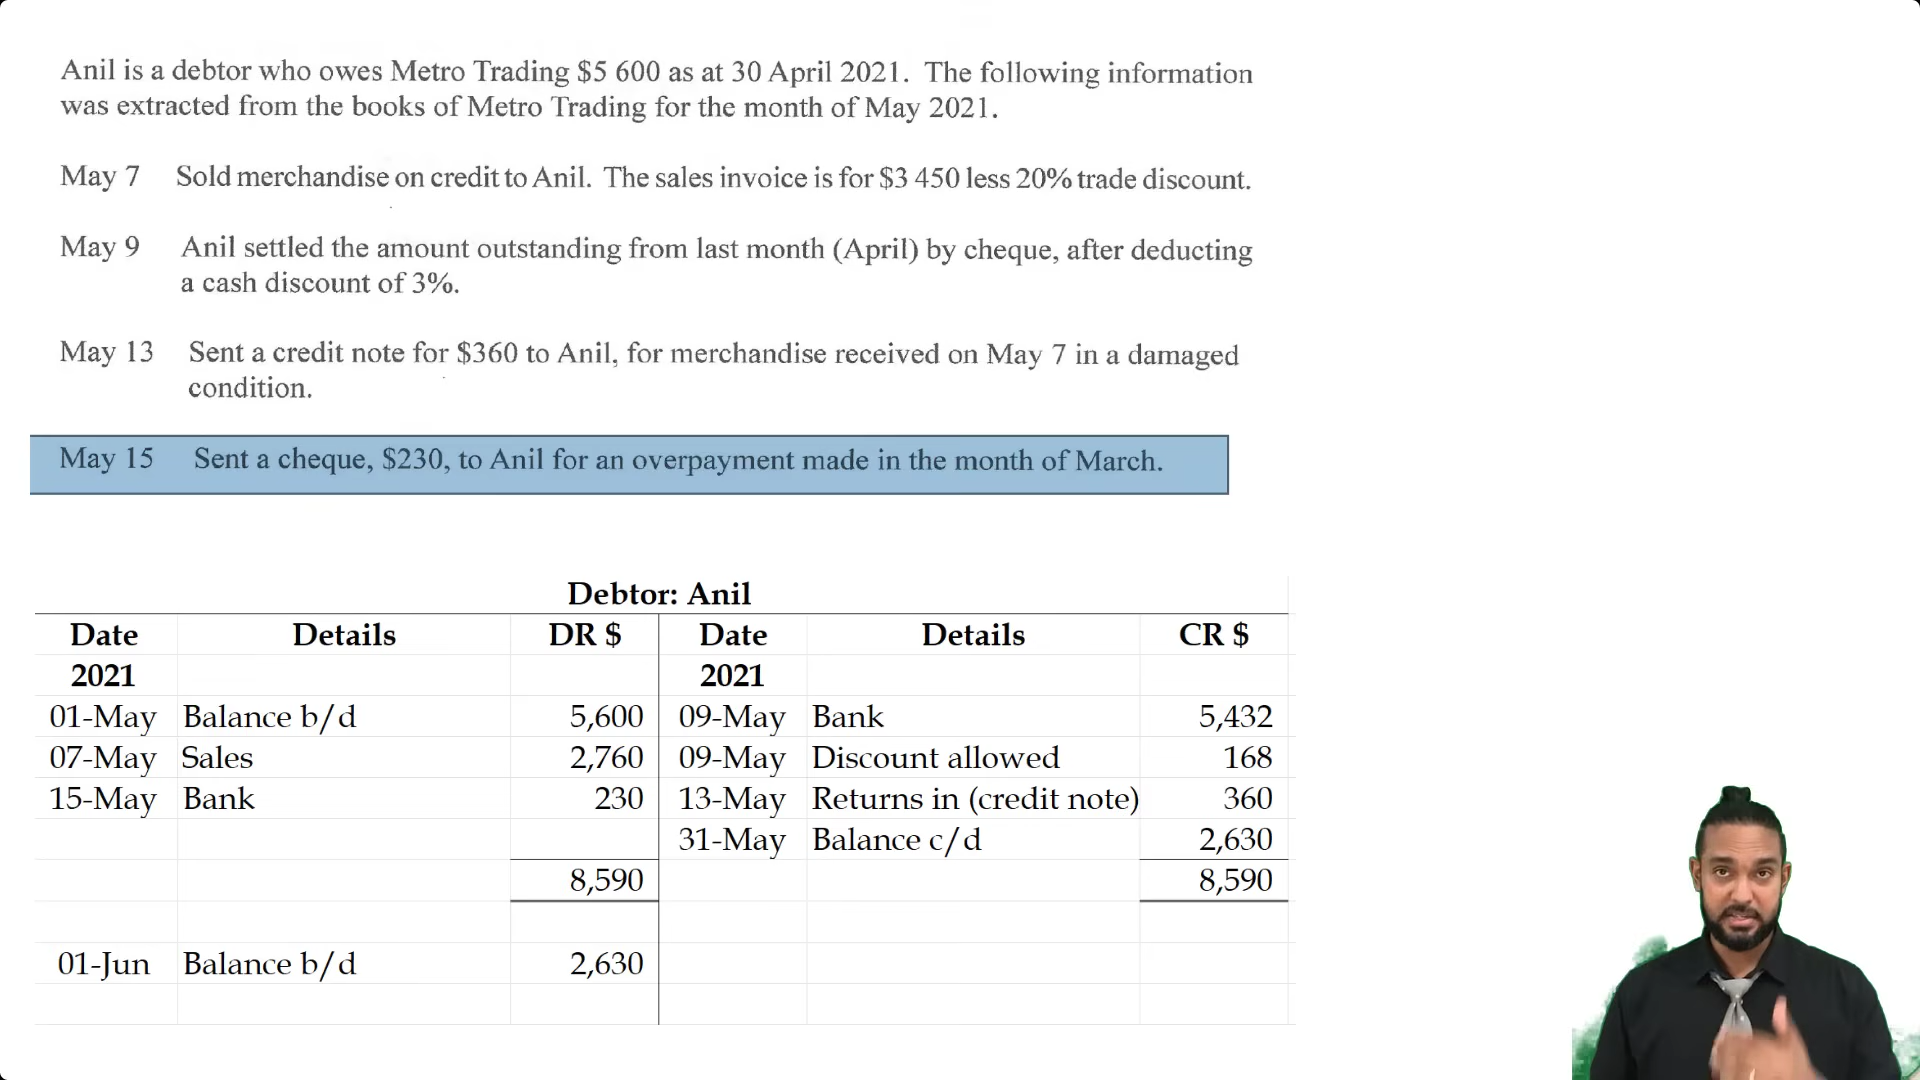 Anil is a debtor who owes Metro Trading $5 600 as at 30 April 2021. The following information
was extracted from the books of Metro Trading for the month of May 2021.
May 7 Sold merchandise on credit to Anil. The sales invoice is for $3 450 less 20% trade discount.
May 9 Anil settled the amount outstanding from last month (April) by cheque, after deducting
a cash discount of 3%.
May 13 Sent a credit note for $360 to Anil, for merchandise received on May 7 in a damaged
condition.
May 15 Sent a cheque, $230, to Anil for an overpayment made in the month of March.
Debtor: Anil
Date Details DR $ Date Details CR $
2021 2021
01-May Balance b/d 5,600 09-May Bank 5,432
07-May Sales 2,760 09-May Discount allowed 168
15-May Bank 230 13-May Returns in (credit note) 360
31-May Balance c/d 2,630
8,590 8,590
01-Jun Balance b/d 2,630